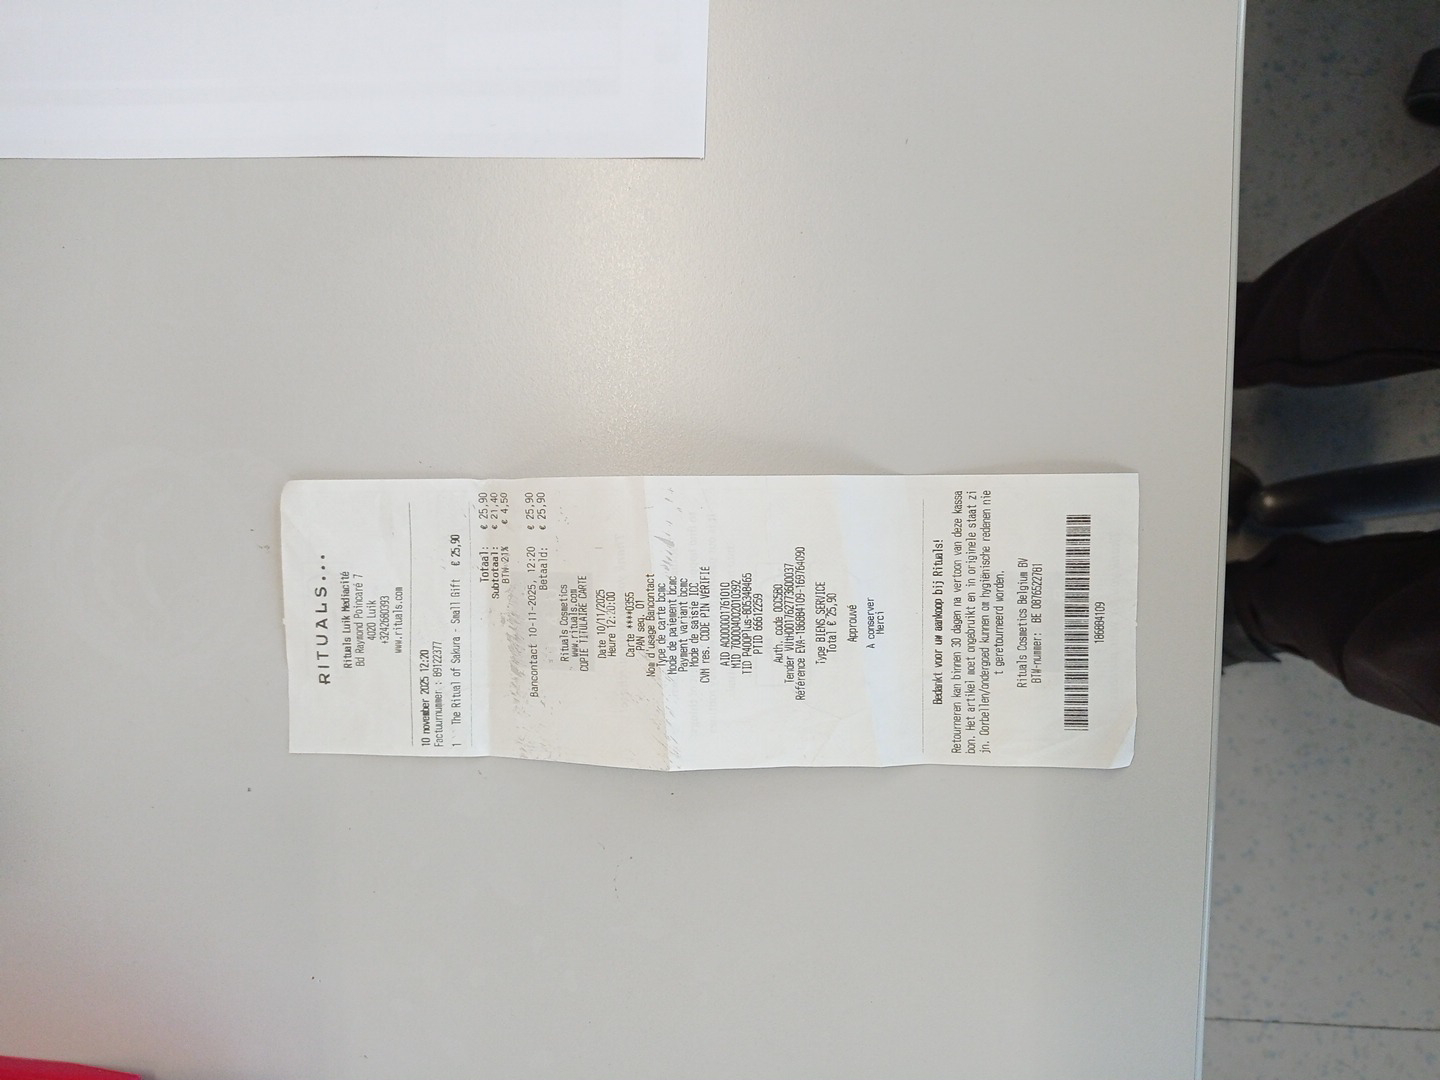 RITUALS...
Rituals Luik Mediacité
Bd Raymond Poincaré 7
4020 Luik
+3242680393
www.rituals.com
10 november 2025 12:20
Factuurnummer : 89122377
1 The Ritual of Sakura - Small Gift € 25,90
Totaal: € 25,90
Subtotaal: € 21,40
BTW 21% € 4,50
Bancontact 10-11-2025, 12:20 € 25,90
Betaald: € 25,90
Rituals Cosmetics
www.rituals.com
COPIE TITULAIRE CARTE
Date 10/11/2025
Heure 12:20:00
Carte ****0355
PAN seq. 01
Nom d'usage Bancontact
Type de carte bcmc
Mode de paiement bcmc
Payment variant bcmc
Mode de saisie ICC
CVM res. CODE PIN VERIFIÉ
AID A0000001761010
MID 700004002010392
TID P400Plus-805348465
PTID 66612259
Auth. code 00C5B0
Tender
Référence EVA-186884109-169764090
Type BIENS_SERVICE
Total € 25,90
Approuvé
A conserver
Merci
Bedankt voor uw aankoop bij Rituals!
Retourneren kan binnen 30 dagen na vertoon van deze kassa
bon. Het artikel moet ongebruikt en in originele staat zi
jn. Oorbellen/ondergoed kunnen om hygiënische redenen nie
t geretourneerd worden.
Rituals Cosmetics Belgium BV
BTW-nummer: BE 0876522781
186884109